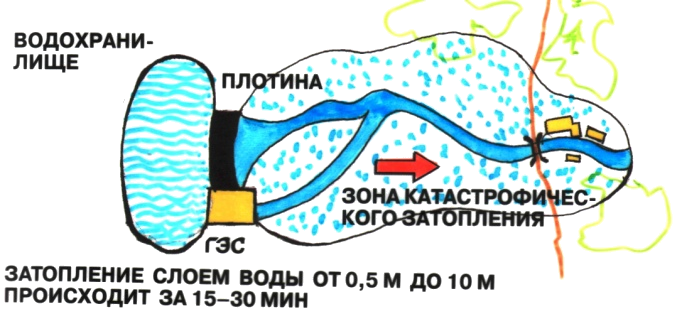 ВОДОХРАНИ-
ЛИЩЕ
ПЛОТИНА
ЗОНА КАТАСТРОФИЧЕС-
КОГО ЗАТОПЛЕНИЯ
ГЭС
ЗАТОПЛЕНИЕ СЛОЕМ ВОДЫ ОТ 0,5 М ДО 10 М
ПРОИСХОДИТ ЗА 15–30 МИН